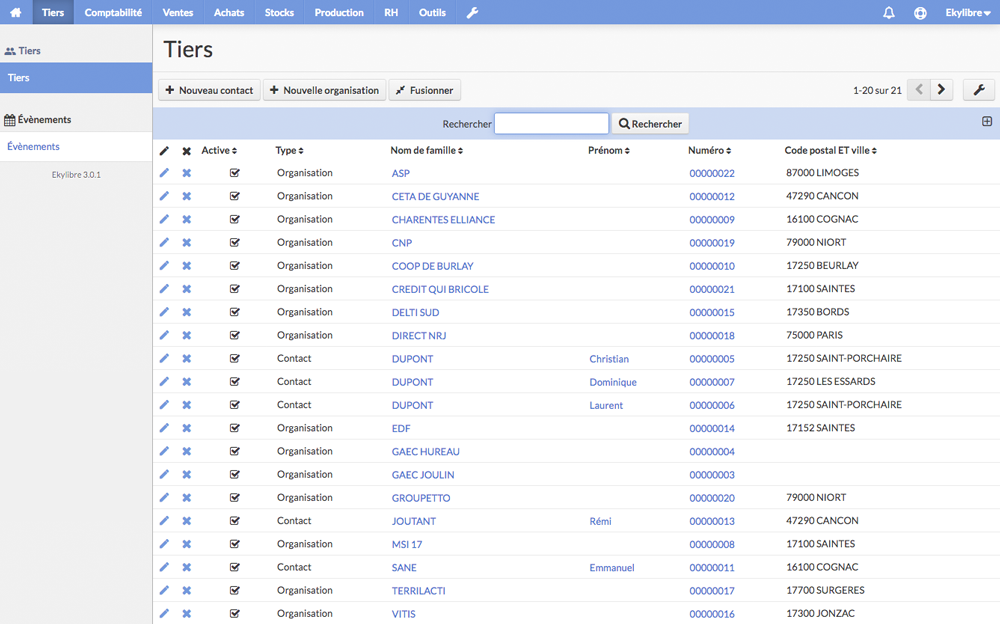 Tiers Comptabilité Ventes Achats Stocks Production RH Outils Ekylibre
Tiers
Tiers
Évènements
Évènements
Ekylibre 3.0.1
Tiers
Nouveau contact Nouvelle organisation Fusionner 1-20 sur 21
Rechercher Rechercher
Active Type Nom de famille Prénom Numéro Code postal ET ville
Organisation ASP 00000022 87000 LIMOGES
Organisation CETA DE GUYANNE 00000012 47290 CANCON
Organisation CHARENTES ELLIANCE 00000009 16100 COGNAC
Organisation CNP 00000019 79000 NIORT
Organisation COOP DE BURLAY 00000010 17250 BEURLAY
Organisation CREDIT QUI BRICOLE 00000021 17100 SAINTES
Organisation DELTI SUD 00000015 17350 BORDS
Organisation DIRECT NRJ 00000018 75000 PARIS
Contact DUPONT Christian 00000005 17250 SAINT-PORCHAIRE
Contact DUPONT Dominique 00000007 17250 LES ESSARDS
Contact DUPONT Laurent 00000006 17250 SAINT-PORCHAIRE
Organisation EDF 00000014 17152 SAINTES
Organisation GAEC HUREAU 00000004
Organisation GAEC JOULIN 00000003
Organisation GROUPETTO 00000020 79000 NIORT
Contact JOUTANT Rémi 00000013 47290 CANCON
Organisation MSI 17 00000008 17100 SAINTES
Contact SANE Emmanuel 00000011 16100 COGNAC
Organisation TERRILACTI 00000017 17700 SURGERES
Organisation VITIS 00000016 17300 JONZAC